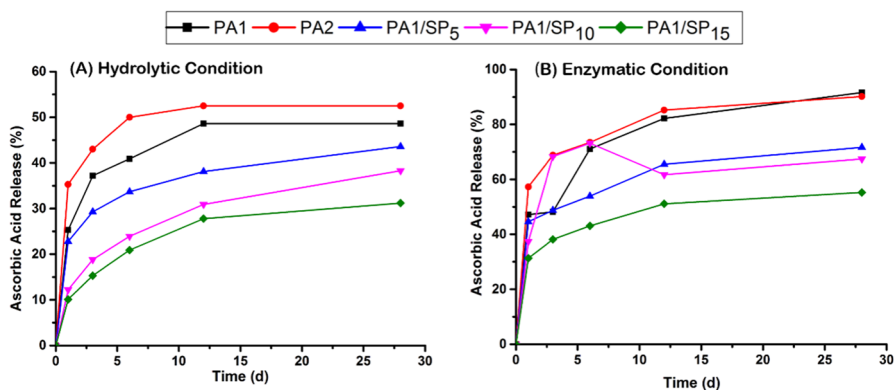 PA1 PA2 PA1/SP5 PA1/SP10 PA1/SP15
(A) Hydrolytic Condition
Ascorbic Acid Release (%)
60
50
40
30
20
10
0
0 5 10 15 20 25 30
Time (d)
(B) Enzymatic Condition
Ascorbic Acid Release (%)
100
80
60
40
20
0
0 5 10 15 20 25 30
Time (d)